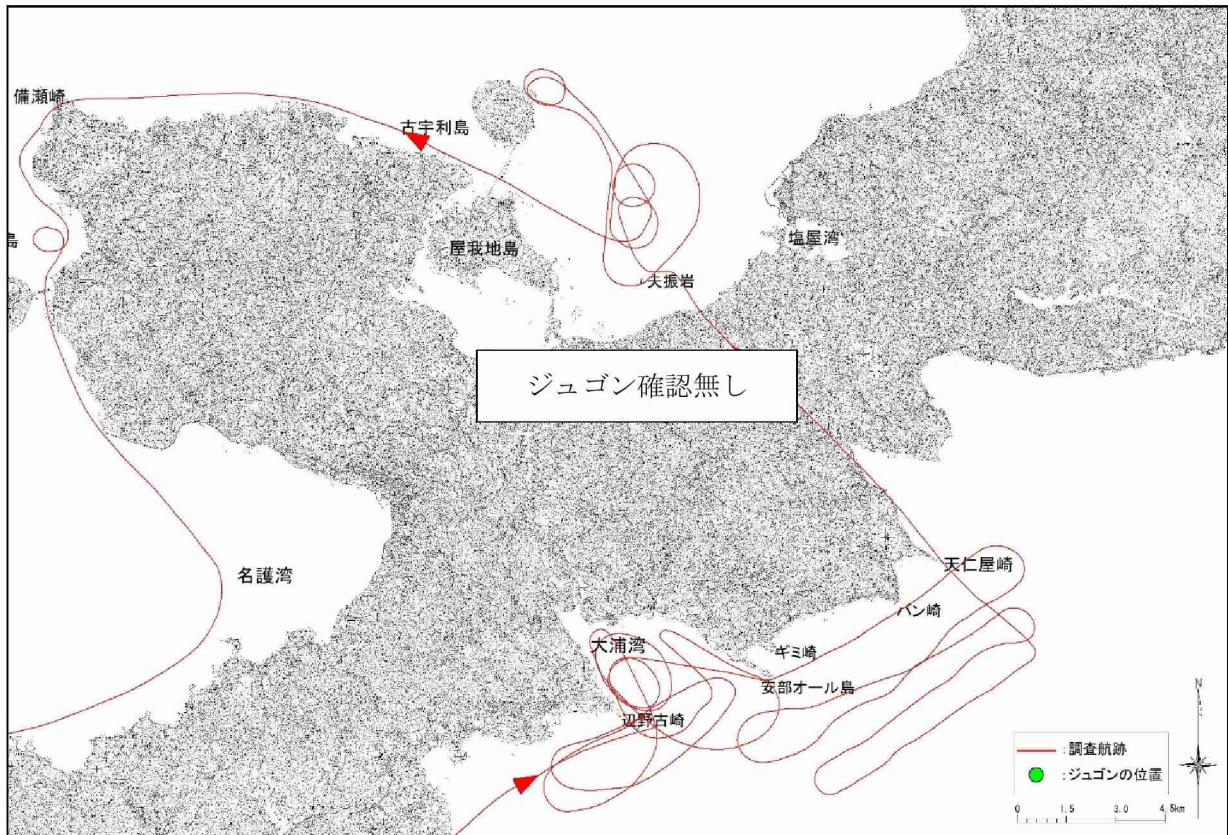 備瀬崎
古宇利島
島
屋我地島
塩屋湾
夫振岩
ジュゴン確認無し
名護湾
天仁屋崎
バン崎
大浦湾
ギミ崎
安部オール島
辺野古崎
N
:調査航跡
:ジュゴンの位置
0 1.5 3.0 4.5km